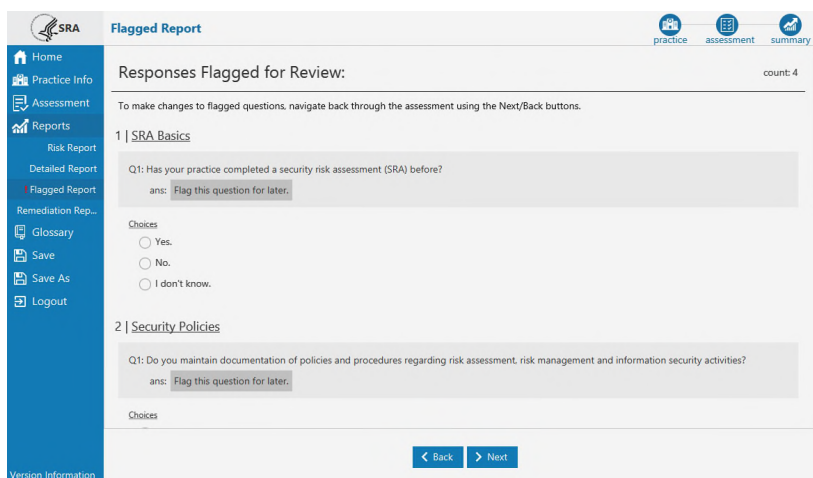 SRA
Flagged Report
practice
assessment
summary
Home
Practice Info
Assessment
Reports
Risk Report
Detailed Report
Flagged Report
Remediation Rep...
Glossary
Save
Save As
Logout
Version Information
Responses Flagged for Review:
count: 4
To make changes to flagged questions, navigate back through the assessment using the Next/Back buttons.
1 | SRA Basics
Q1: Has your practice completed a security risk assessment (SRA) before?
ans: Flag this question for later.
Choices
Yes.
No.
I don't know.
2 | Security Policies
Q1: Do you maintain documentation of policies and procedures regarding risk assessment, risk management and information security activities?
ans: Flag this question for later.
Choices
Back
Next